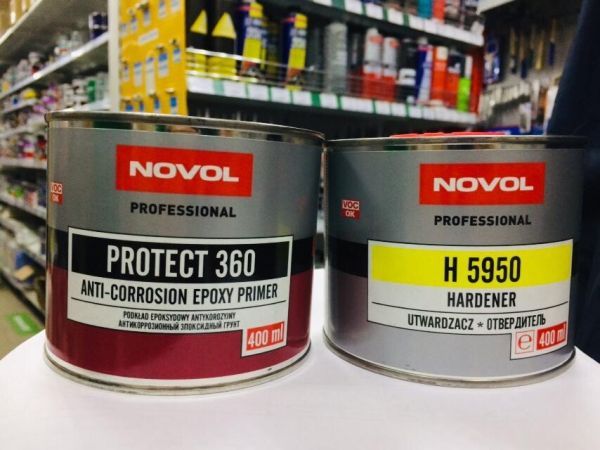 NOVOL
VOC
OK
PROFESSIONAL
PROTECT 360
ANTI-CORROSION EPOXY PRIMER
PODKŁAD EPOKSYDOWY ANTYKOROZYJNY
АНТИКОРРОЗИОННЫЙ ЭПОКСИДНЫЙ ГРУНТ
400 ml
NOVOL
VOC
OK
PROFESSIONAL
H 5950
HARDENER
UTWARDZACZ * ОТВЕРДИТЕЛЬ
e 400 ml